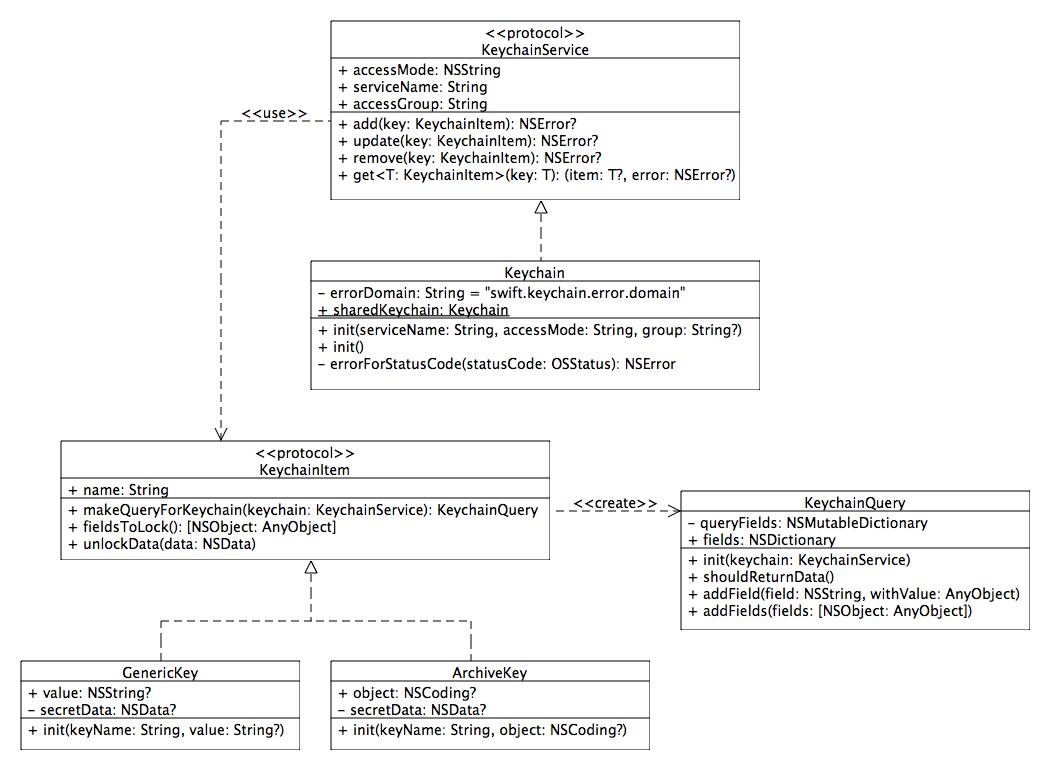 <<protocol>>
KeychainService
+ accessMode: NSString
+ serviceName: String
+ accessGroup: String
+ add(key: KeychainItem): NSError?
+ update(key: KeychainItem): NSError?
+ remove(key: KeychainItem): NSError?
+ get<T: KeychainItem>(key: T): (item: T?, error: NSError?)
<<use>>
Keychain
- errorDomain: String = "swift.keychain.error.domain"
+ sharedKeychain: Keychain
+ init(serviceName: String, accessMode: String, group: String?)
+ init()
- errorForStatusCode(statusCode: OSStatus): NSError
<<protocol>>
KeychainItem
+ name: String
+ makeQueryForKeychain(keychain: KeychainService): KeychainQuery
+ fieldsToLock(): [NSObject: AnyObject]
+ unlockData(data: NSData)
<<create>>
KeychainQuery
- queryFields: NSMutableDictionary
+ fields: NSDictionary
+ init(keychain: KeychainService)
+ shouldReturnData()
+ addField(field: NSString, withValue: AnyObject)
+ addFields(fields: [NSObject: AnyObject])
GenericKey
+ value: NSString?
- secretData: NSData?
+ init(keyName: String, value: String?)
ArchiveKey
+ object: NSCoding?
- secretData: NSData?
+ init(keyName: String, object: NSCoding?)